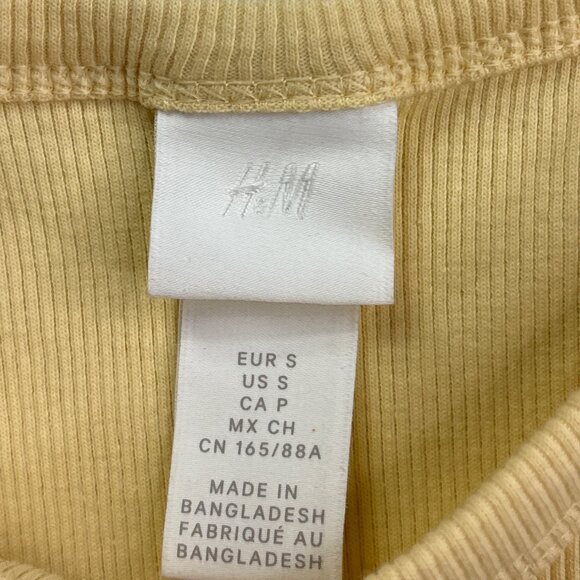 H&M
EUR S
US S
CA P
MX CH
CN 165/88A
MADE IN
BANGLADESH
FABRIQUÉ AU
BANGLADESH